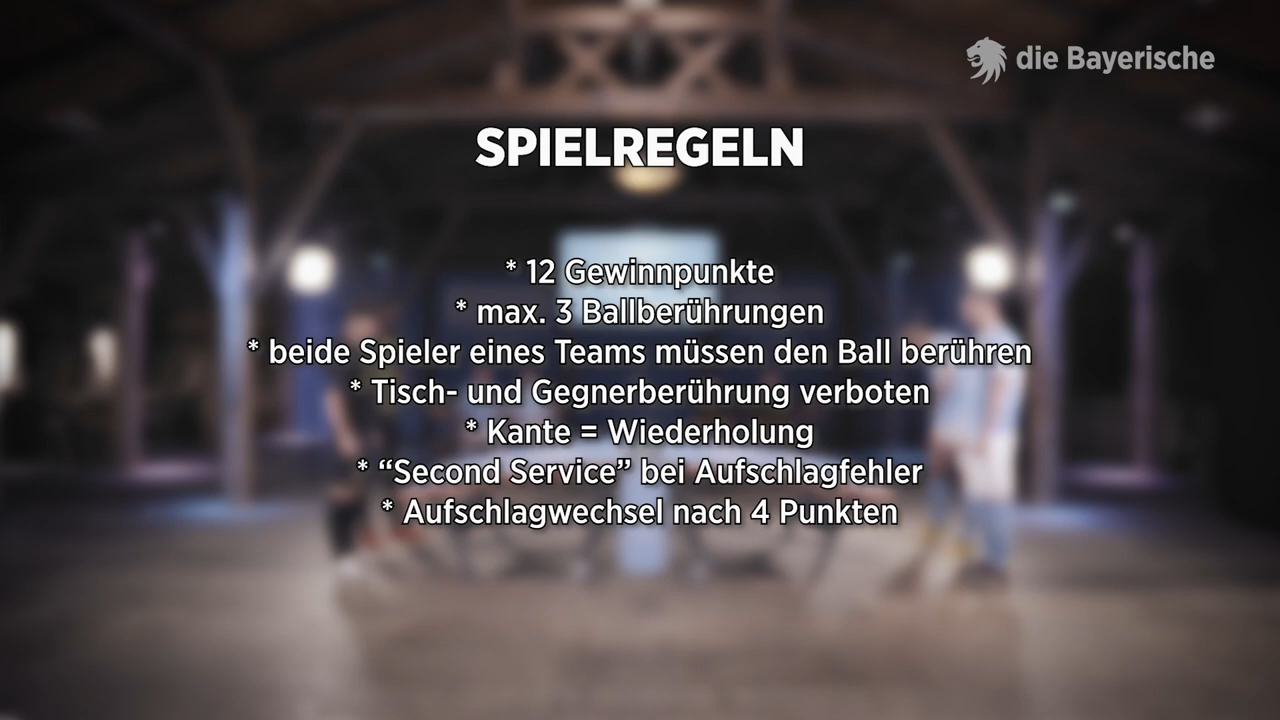 die Bayerische
SPIELREGELN
* 12 Gewinnpunkte
* max. 3 Ballberührungen
* beide Spieler eines Teams müssen den Ball berühren
* Tisch- und Gegnerberührung verboten
* Kante = Wiederholung
* “Second Service” bei Aufschlagfehler
* Aufschlagwechsel nach 4 Punkten